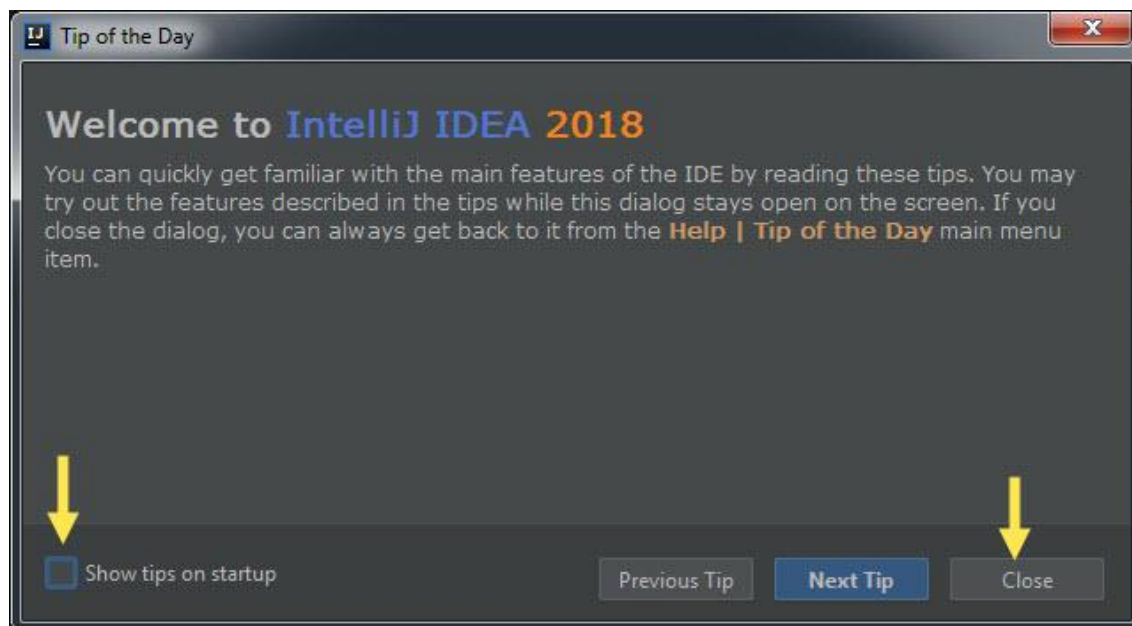 IJ Tip of the Day x
Welcome to IntelliJ IDEA 2018
You can quickly get familiar with the main features of the IDE by reading these tips. You may
try out the features described in the tips while this dialog stays open on the screen. If you
close the dialog, you can always get back to it from the Help | Tip of the Day main menu
item.
Show tips on startup Previous Tip Next Tip Close